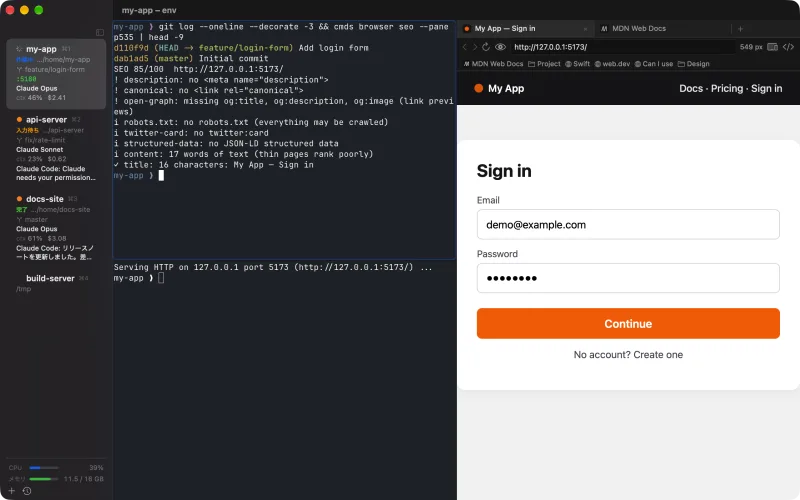 my-app — env
my-app ⌘1
作業中 .../home/my-app
feature/login-form
:5180
Claude Opus
ctx 46% $2.41
api-server ⌘2
入力待ち .../api-server
fix/rate-limit
Claude Sonnet
ctx 23% $0.62
Claude Code: Claude
needs your permission...
docs-site ⌘3
完了 .../home/docs-site
master
Claude Opus
ctx 61% $3.08
Claude Code: リリースノ
ートを更新しました。差...
build-server ⌘4
/tmp
CPU 39%
メモリ 11.5 / 16 GB
my-app ❯ git log --oneline --decorate -3 && cmds browser seo --pane
p535 | head -9
d110f9d (HEAD -> feature/login-form) Add login form
dab1ad5 (master) Initial commit
SEO 85/100 http://127.0.0.1:5173/
! description: no <meta name="description">
! canonical: no <link rel="canonical">
! open-graph: missing og:title, og:description, og:image (link previ
ews)
i robots.txt: no robots.txt (everything may be crawled)
i twitter-card: no twitter:card
i structured-data: no JSON-LD structured data
i content: 17 words of text (thin pages rank poorly)
✓ title: 16 characters: My App — Sign in
my-app ❯
Serving HTTP on 127.0.0.1 port 5173 (http://127.0.0.1:5173/) ...
my-app ❯
My App — Sign in × MDN Web Docs +
http://127.0.0.1:5173/ 549 px
MDN Web Docs Project Swift web.dev Can I use Design
My App Docs · Pricing · Sign in
Sign in
Email
demo@example.com
Password
••••••••
Continue
No account? Create one